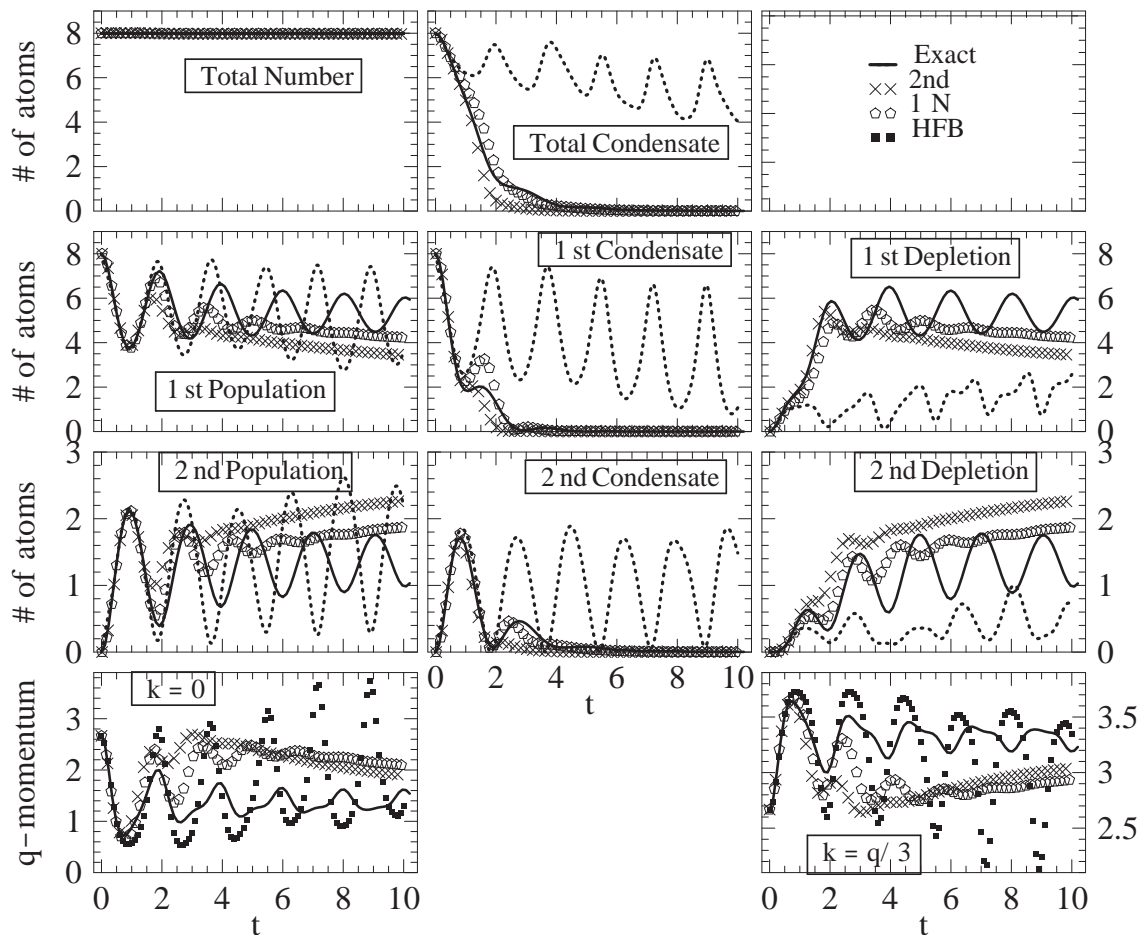 8
6
4
2
0
# of atoms
Total Number
Total Condensate
Exact
2nd
1 N
HFB
8
6
4
2
0
# of atoms
1 st Population
1 st Condensate
1 st Depletion
8
6
4
2
0
3
2
1
0
# of atoms
2 nd Population
2 nd Condensate
2 nd Depletion
3
2
1
0
0 2 4 6 8 10
t
3
2
1
0
q-momentum
k = 0
k = q/ 3
3.5
3
2.5
0 2 4 6 8 10
t
0 2 4 6 8 10
t